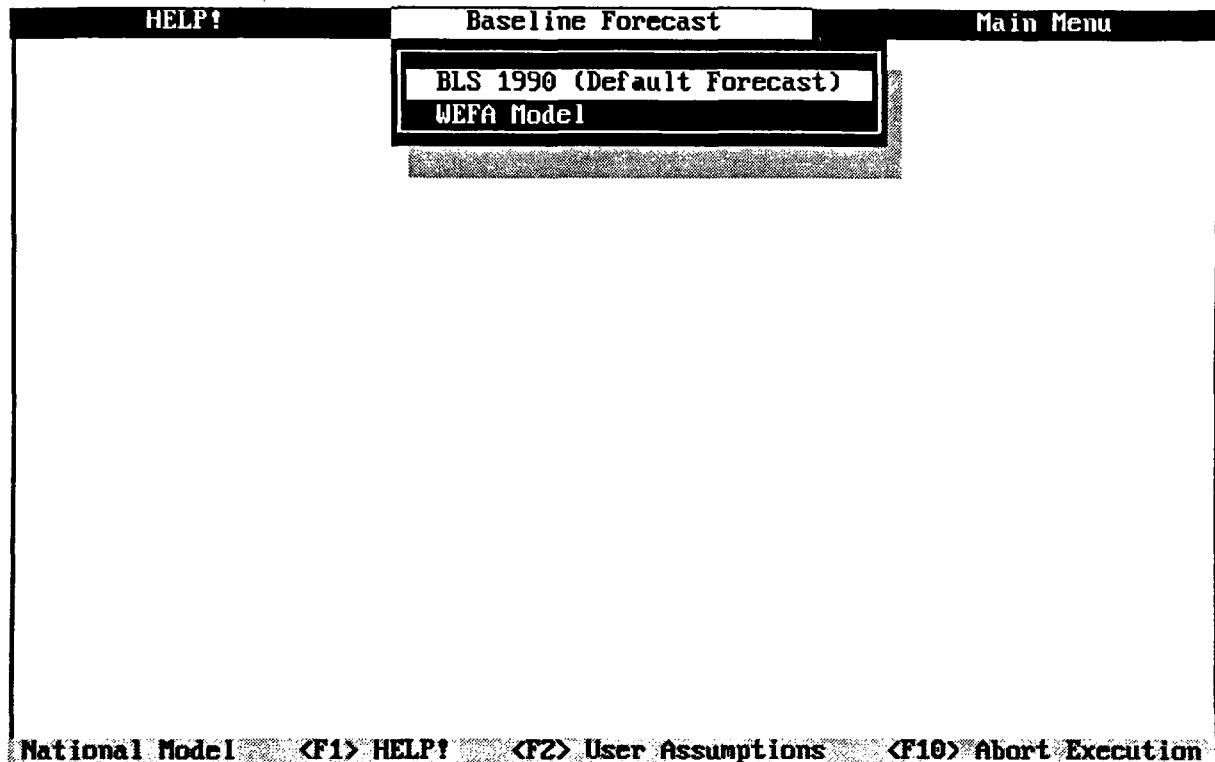 HELP! Baseline Forecast Main Menu
BLS 1990 (Default Forecast)
WEFA Model
National Model <F1> HELP! <F2> User Assumptions <F10> Abort Execution